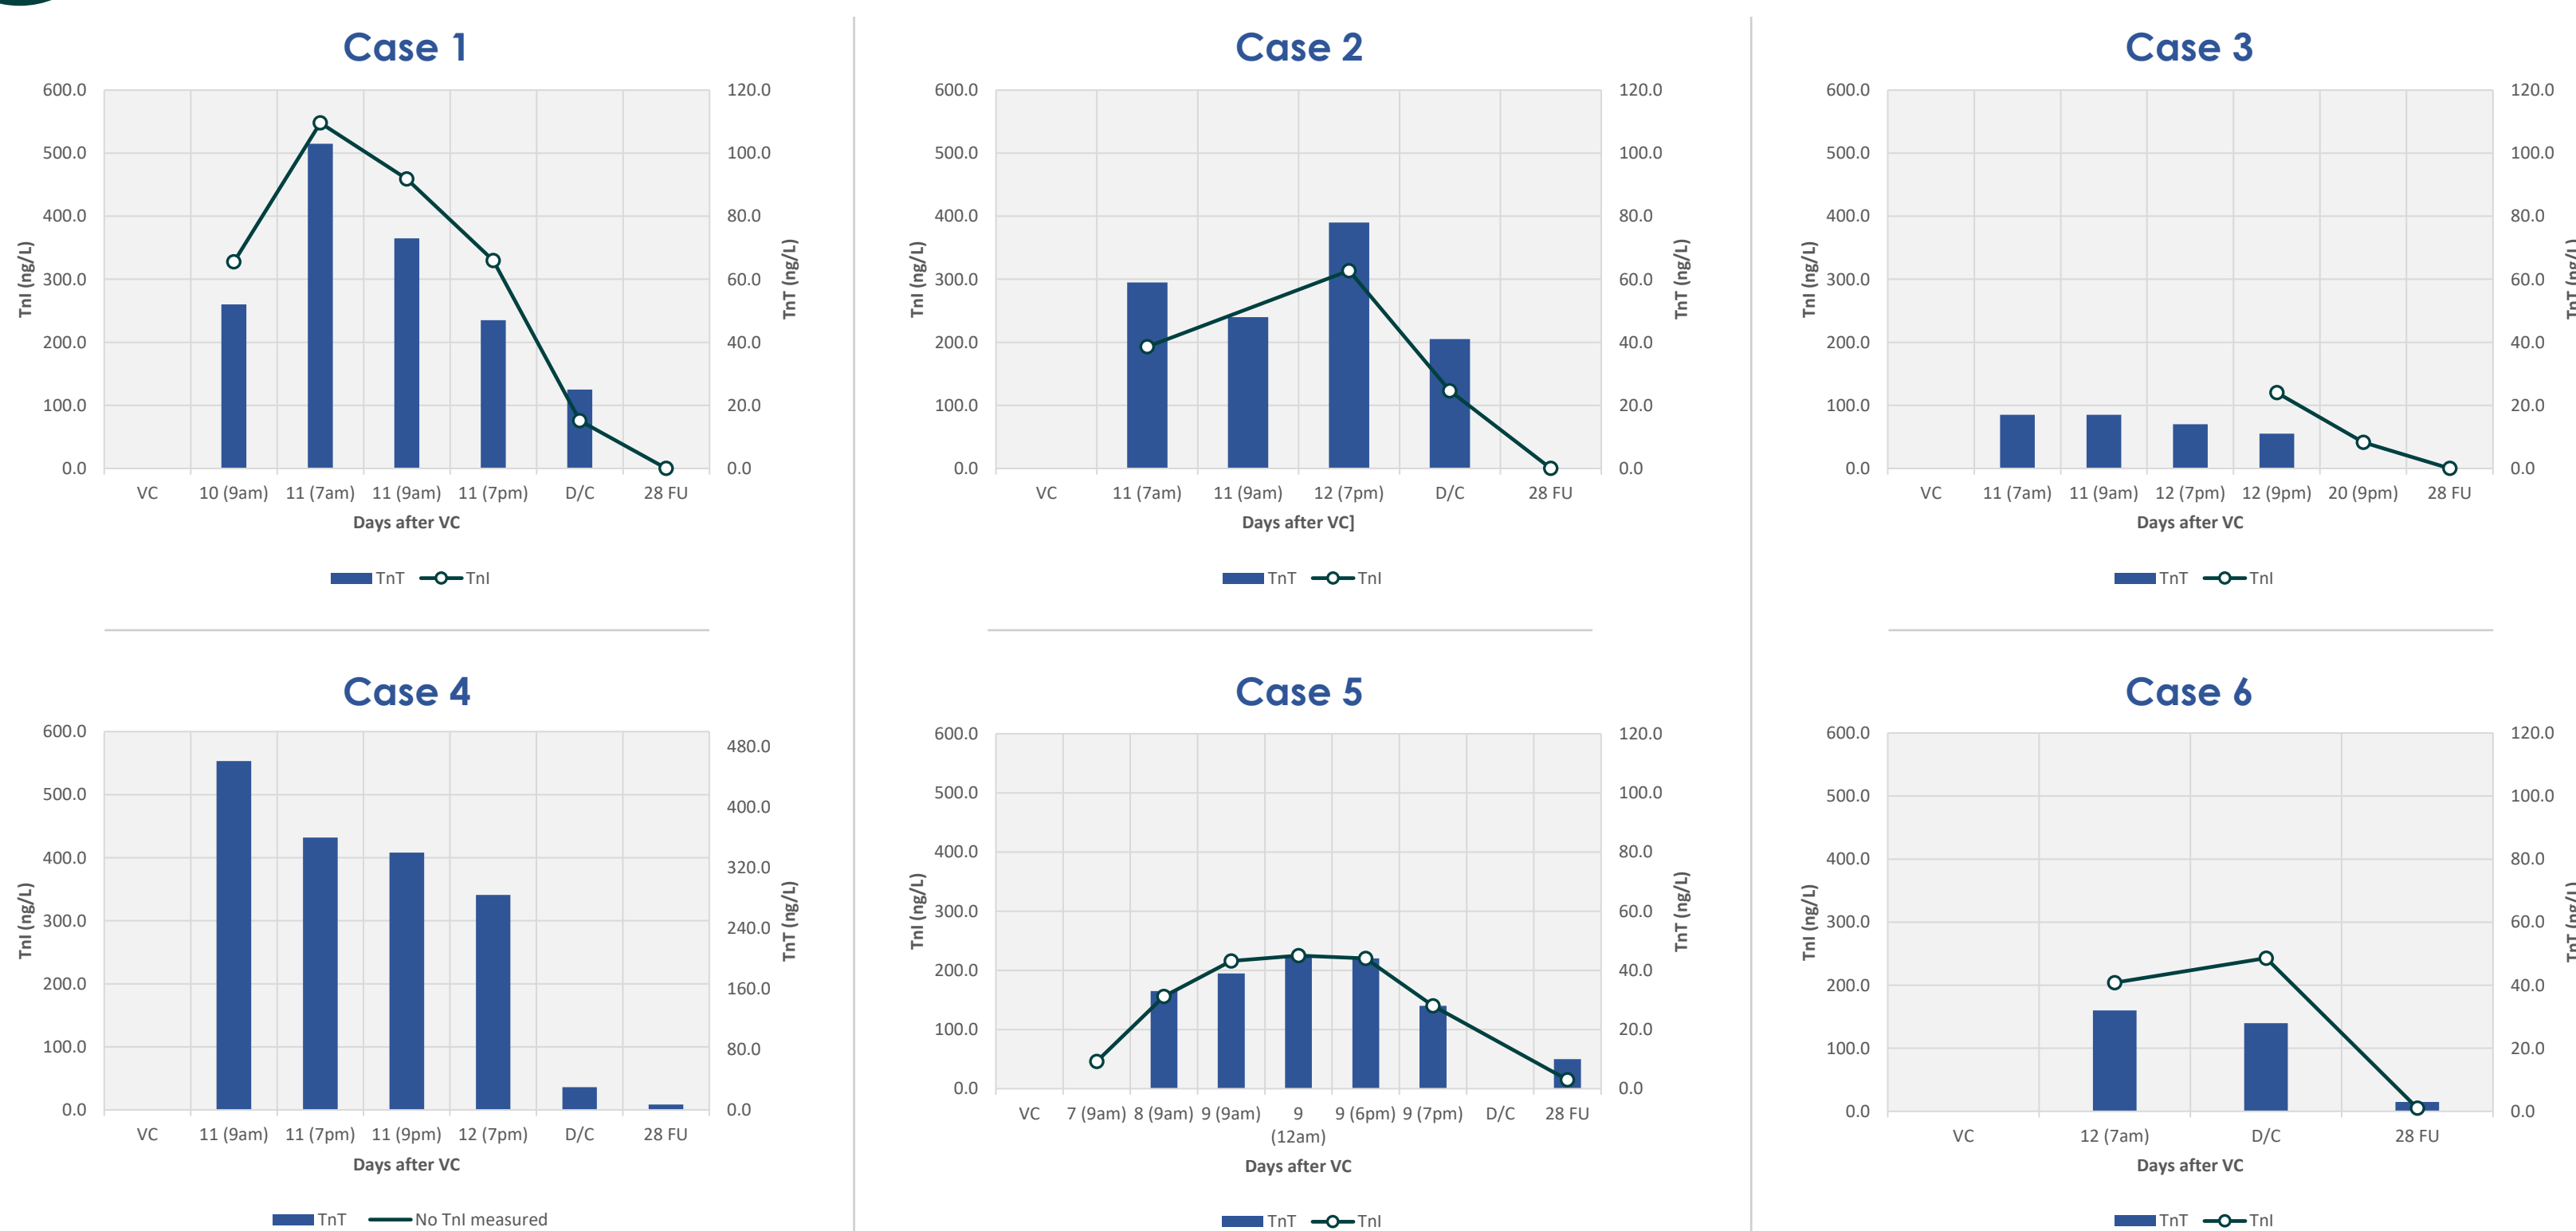 Case 1
600.0
500.0
400.0
300.0
200.0
100.0
0.0
TnI (ng/L)
120.0
100.0
80.0
60.0
40.0
20.0
0.0
TnT (ng/L)
VC 10 (9am) 11 (7am) 11 (9am) 11 (7pm) D/C 28 FU
Days after VC
TnT TnI
Case 2
600.0
500.0
400.0
300.0
200.0
100.0
0.0
TnI (ng/L)
120.0
100.0
80.0
60.0
40.0
20.0
0.0
TnT (ng/L)
VC 11 (7am) 11 (9am) 12 (7pm) D/C 28 FU
Days after VC]
TnT TnI
Case 3
600.0
500.0
400.0
300.0
200.0
100.0
0.0
TnI (ng/L)
120.0
100.0
80.0
60.0
40.0
20.0
0.0
TnT (ng/L)
VC 11 (7am) 11 (9am) 12 (7pm) 12 (9pm) 20 (9pm) 28 FU
Days after VC
TnT TnI
Case 4
600.0
500.0
400.0
300.0
200.0
100.0
0.0
TnI (ng/L)
480.0
400.0
320.0
240.0
160.0
80.0
0.0
TnT (ng/L)
VC 11 (9am) 11 (7pm) 11 (9pm) 12 (7pm) D/C 28 FU
Days after VC
TnT No TnI measured
Case 5
600.0
500.0
400.0
300.0
200.0
100.0
0.0
TnI (ng/L)
120.0
100.0
80.0
60.0
40.0
20.0
0.0
TnT (ng/L)
VC 7 (9am) 8 (9am) 9 (9am) 9 9 (6pm) 9 (7pm) D/C 28 FU
(12am)
Days after VC
TnT TnI
Case 6
600.0
500.0
400.0
300.0
200.0
100.0
0.0
TnI (ng/L)
120.0
100.0
80.0
60.0
40.0
20.0
0.0
TnT (ng/L)
VC 12 (7am) D/C 28 FU
Days after VC
TnT TnI